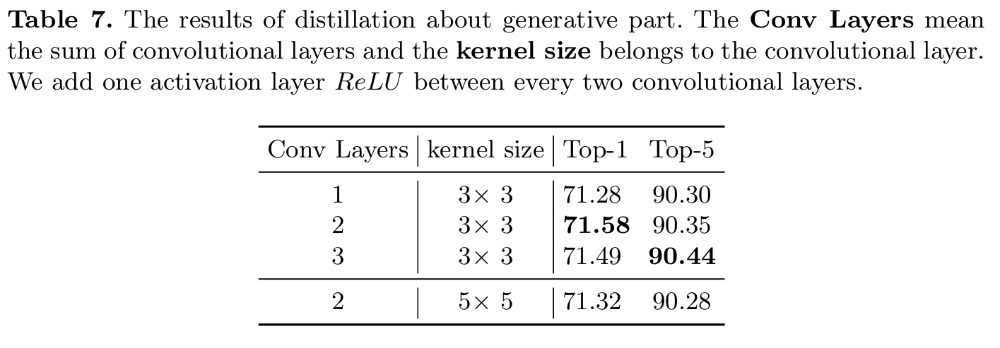 Table 7. The results of distillation about generative part. The Conv Layers mean
the sum of convolutional layers and the kernel size belongs to the convolutional layer.
We add one activation layer ReLU between every two convolutional layers.
Conv Layers kernel size Top-1 Top-5
1 3× 3 71.28 90.30
2 3× 3 71.58 90.35
3 3× 3 71.49 90.44
2 5× 5 71.32 90.28